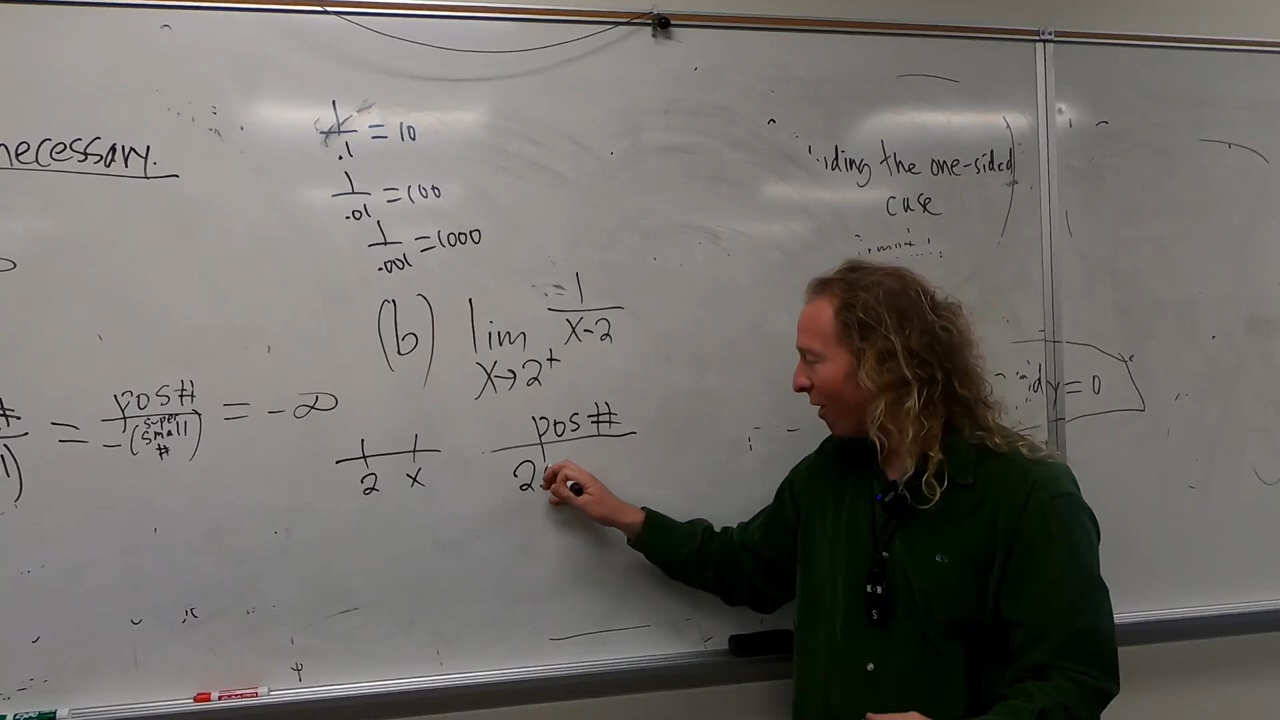 necessary.
1/.1 = 10
1/.01 = 100
1/.001 = 1000
(b) lim x→2⁺ 1/(x-2)
= pos#/-(super small #) = -∞
2 x
pos#
2
the one-sided
case
y=0